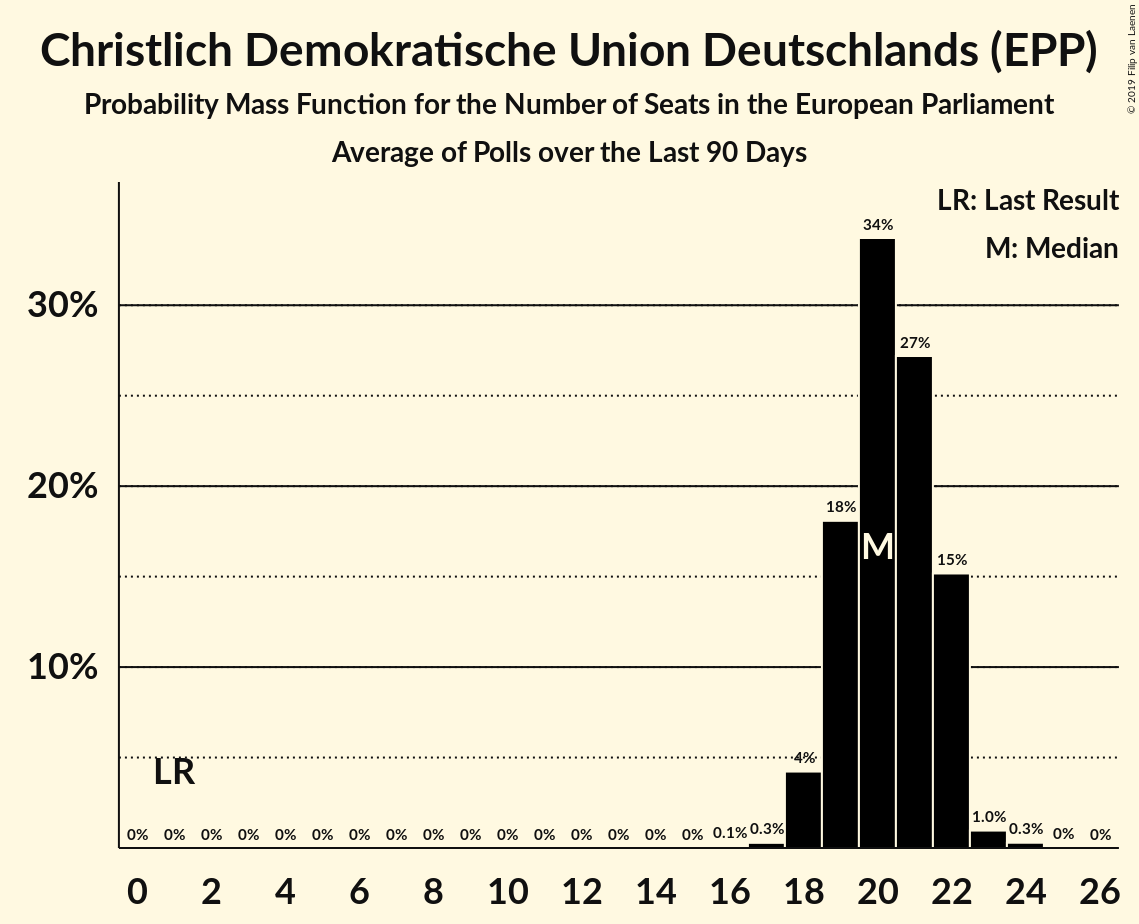 Christlich Demokratische Union Deutschlands (EPP)
Probability Mass Function for the Number of Seats in the European Parliament
Average of Polls over the Last 90 Days
© 2019 Filip van Laenen
LR: Last Result
M: Median
30%
20%
10%
34%
27%
18%
M
15%
4%
LR
0% 0% 0% 0% 0% 0% 0% 0% 0% 0% 0% 0% 0% 0% 0% 0% 0.1% 0.3% 1.0% 0.3% 0% 0%
0 2 4 6 8 10 12 14 16 18 20 22 24 26